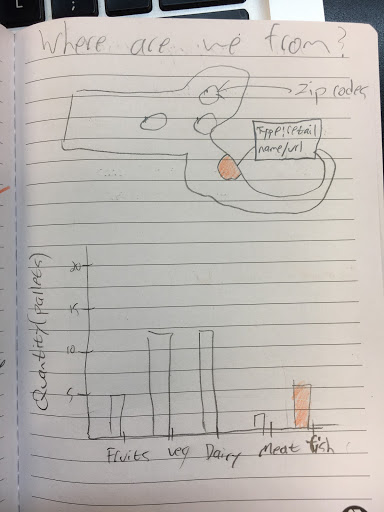 Where are we from?
Zip codes
Type: retail
name/url
Quantity (pallets)
20
15
10
5
Fruits veg Dairy Meat fish